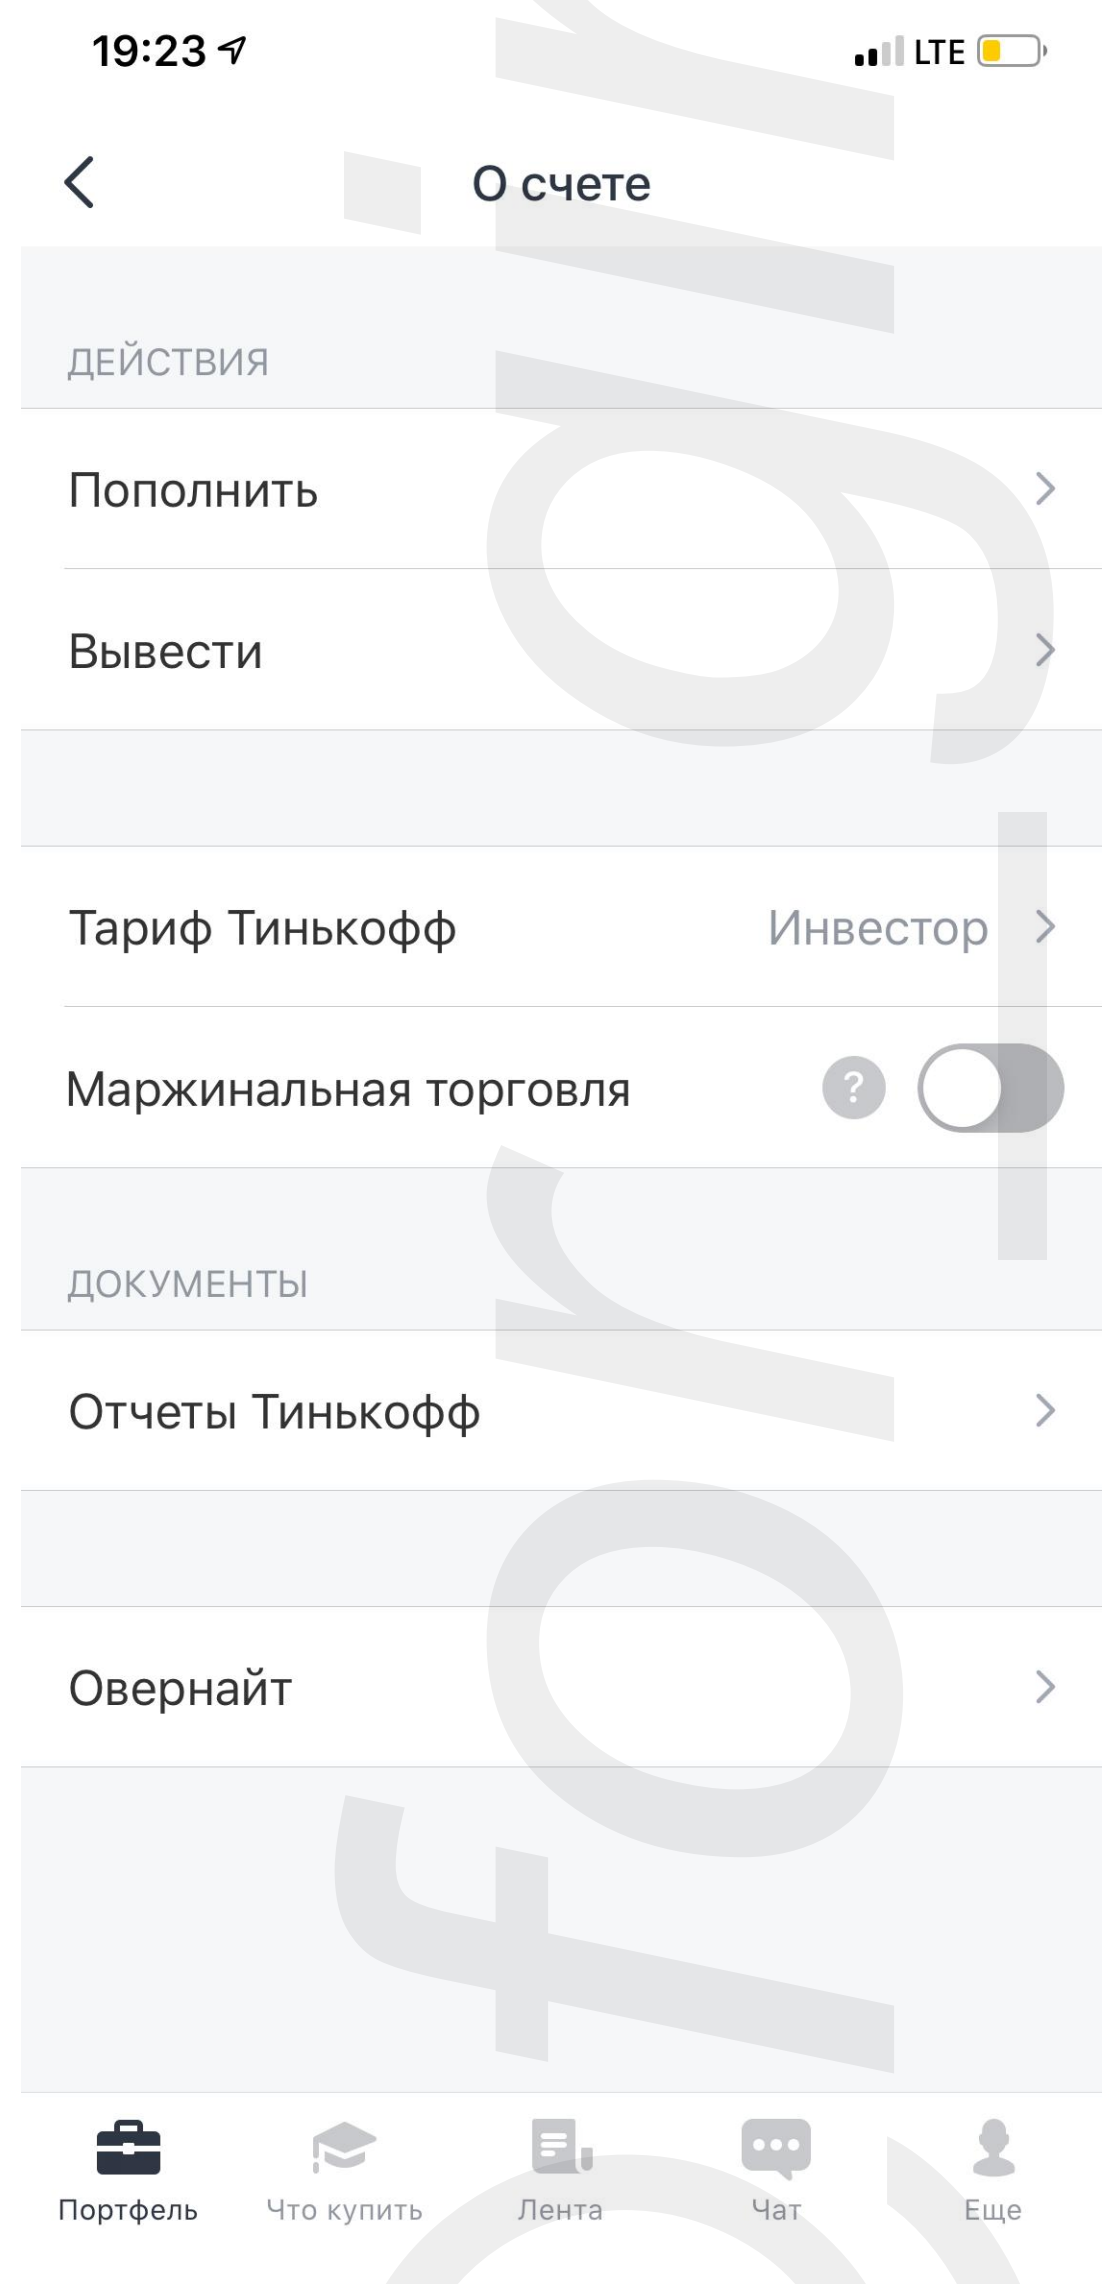 19:23 LTE
О счете
ДЕЙСТВИЯ
Пополнить
Вывести
Тариф Тинькофф Инвестор
Маржинальная торговля ?
ДОКУМЕНТЫ
Отчеты Тинькофф
Овернайт
Портфель Что купить Лента Чат Еще
for_gir